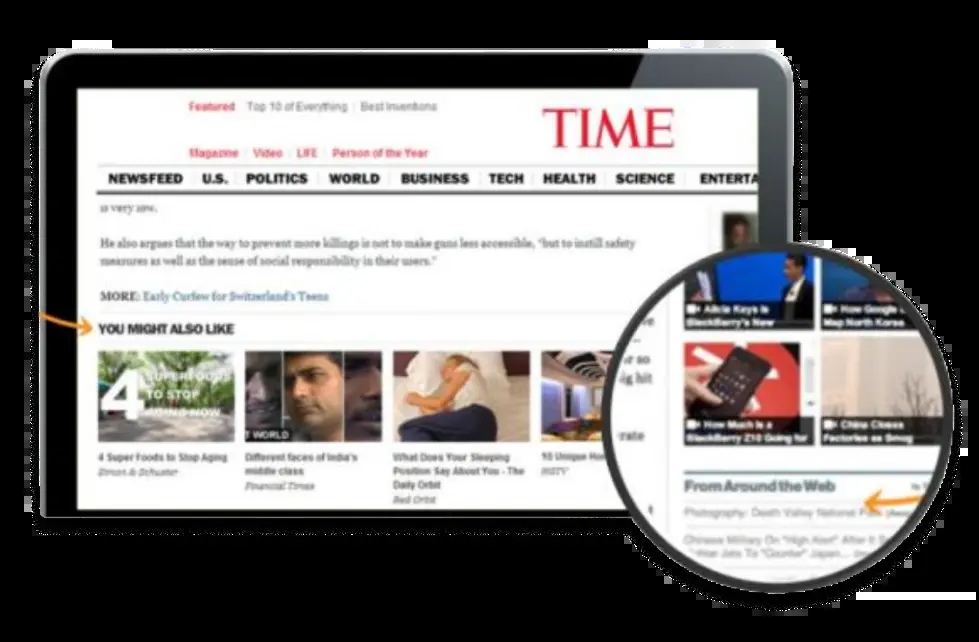 Featured Top 10 of Everything Best Inventions
TIME
Magazine Video LIFE Person of the Year
NEWSFEED U.S. POLITICS WORLD BUSINESS TECH HEALTH SCIENCE ENTERTA
is very low.
He also argues that the way to prevent more killings is not to make guns less accessible, "but to instill safety
measures as well as the sense of social responsibility in their users."
MORE: Early Curfew for Switzerland's Teens
YOU MIGHT ALSO LIKE
4 SUPERFOODS
TO STOP
AGING NOW
T WORLD
4 Super Foods to Stop Aging
Simon & Schuster
Different faces of India's
middle class
Financial Times
What Does Your Sleeping
Position Say About You - The
Daily Orbit
Red Orbit
10 Unique Ho
HGTV
or so
big hit
rate
Alicia Keys Is
BlackBerry's New
How Google
Map North Korea
How Much Is a
BlackBerry Z10 Going for
China Closes
Factories as Smog
From Around the Web
Photography: Death Valley National
Chinese Military On "High Alert" After It
Jets To "Counter" Japan...